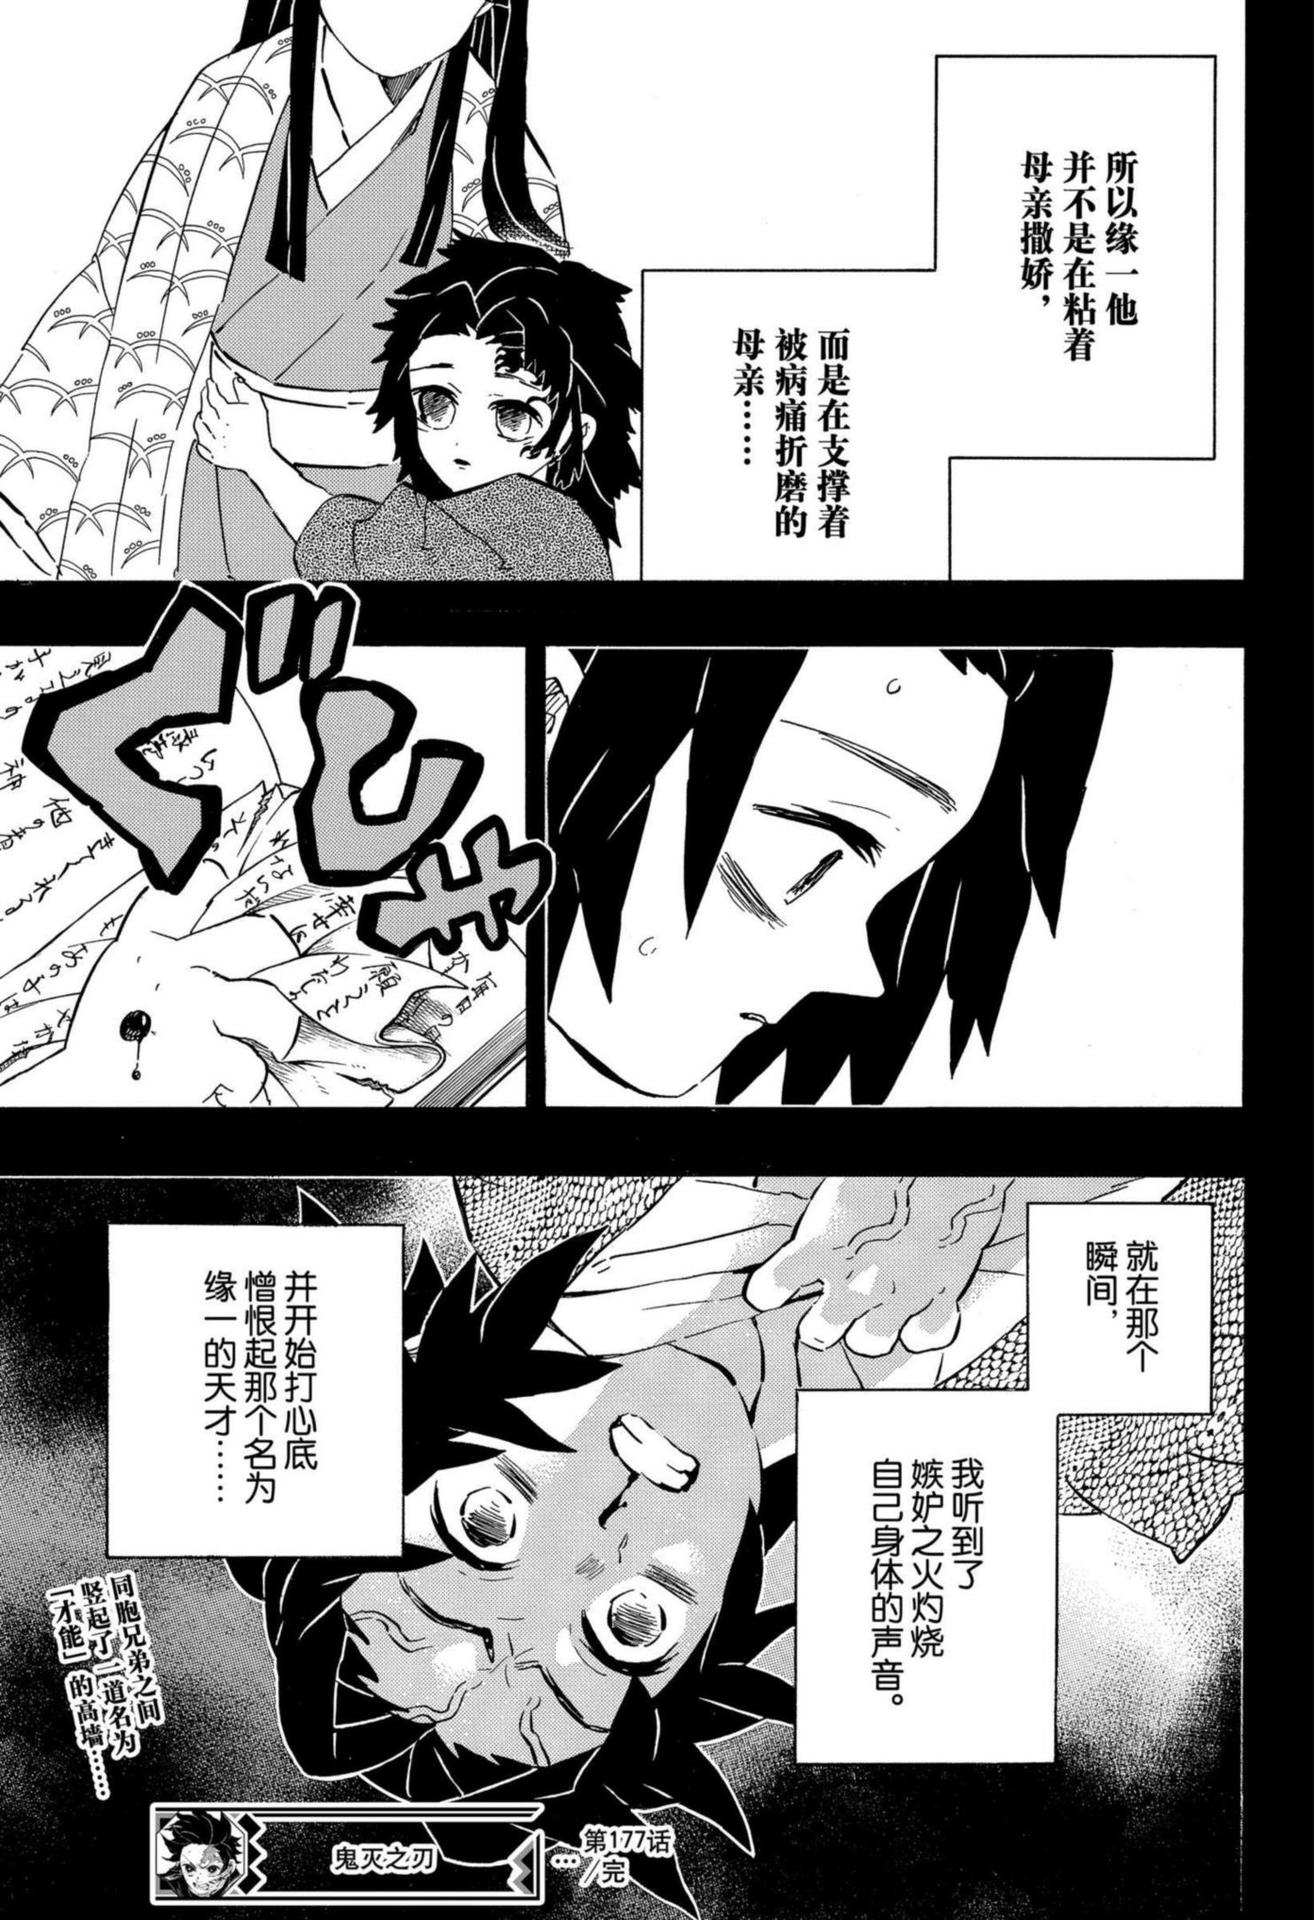 所以缘一他
并不是在粘着
母亲撒娇，
而是在支撑着
被病痛折磨的
母亲……
ぐしゃ
就在那个
瞬间，
我听到了
嫉妒之火灼烧
自己身体的声音。
并开始打心底
憎恨起那个名为
缘一的天才……
同胞兄弟之间
竖起了一道名为
「才能」的高墙……
鬼灭之刃
…第177话
/完